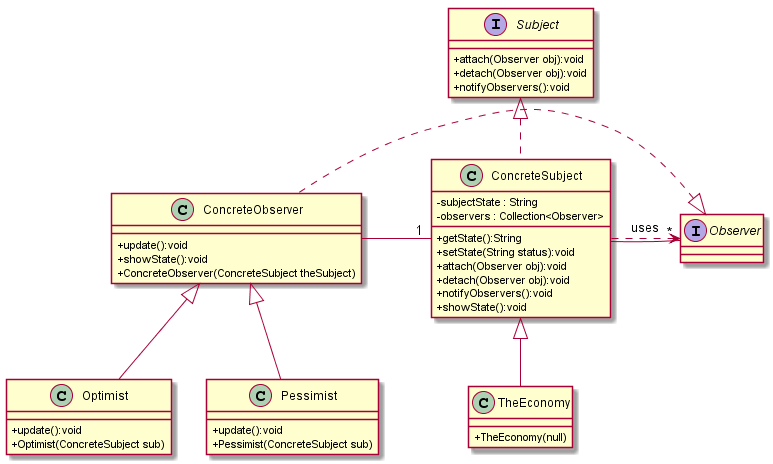 I Subject
+attach(Observer obj):void
+detach(Observer obj):void
+notifyObservers():void
C ConcreteSubject
-subjectState : String
-observers : Collection<Observer>
+getState():String
+setState(String status):void
+attach(Observer obj):void
+detach(Observer obj):void
+notifyObservers():void
+showState():void
C ConcreteObserver
+update():void
+showState():void
+ConcreteObserver(ConcreteSubject theSubject)
1
uses
*
I Observer
C Optimist
+update():void
+Optimist(ConcreteSubject sub)
C Pessimist
+update():void
+Pessimist(ConcreteSubject sub)
C TheEconomy
+TheEconomy(null)